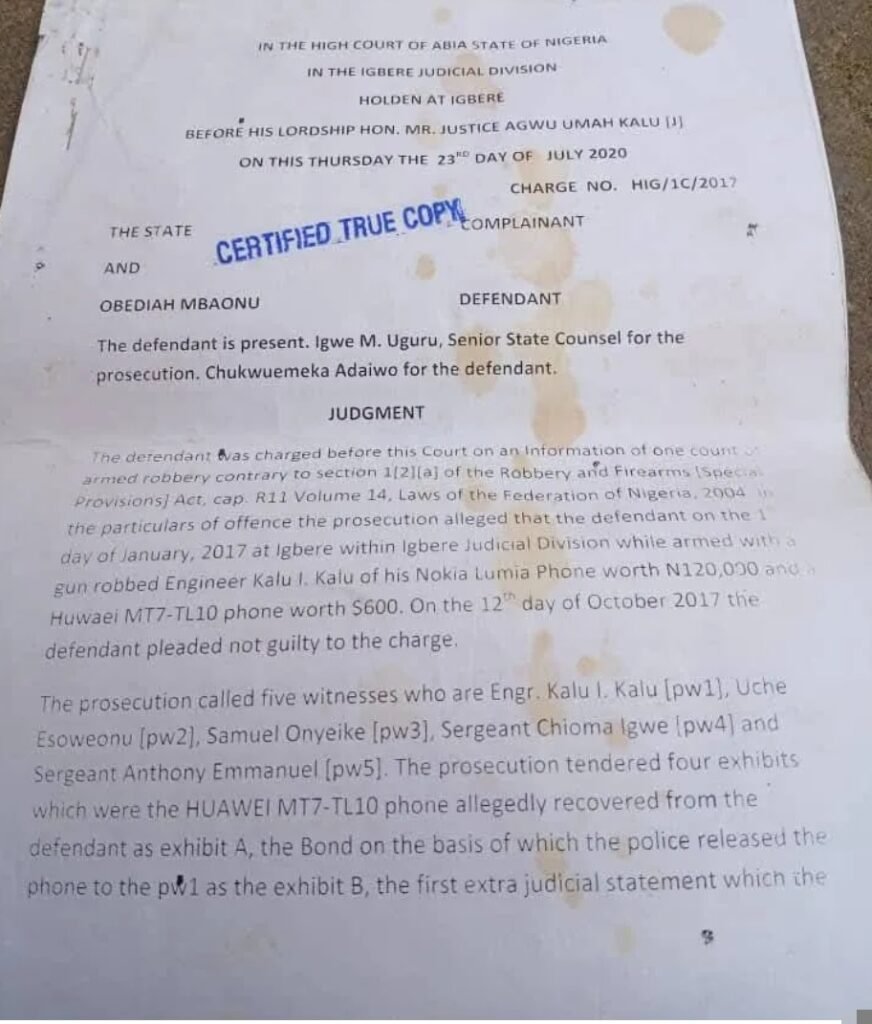 IN THE HIGH COURT OF ABIA STATE OF NIGERIA
IN THE IGBERE JUDICIAL DIVISION
HOLDEN AT IGBERE
BEFORE HIS LORDSHIP HON. MR. JUSTICE AGWU UMAH KALU [J]
ON THIS THURSDAY THE 23RD DAY OF JULY 2020
CHARGE NO. HIG/1C/2017
THE STATE COMPLAINANT
CERTIFIED TRUE COPY
AND
OBEDIAH MBAONU DEFENDANT
The defendant is present. Igwe M. Uguru, Senior State Counsel for the
prosecution. Chukwuemeka Adaiwo for the defendant.
JUDGMENT
The defendant was charged before this Court on an Information of one count of
armed robbery contrary to section 1[2][a] of the Robbery and Firearms [Special
Provisions] Act, cap. R11 Volume 14, Laws of the Federation of Nigeria, 2004. In
the particulars of offence the prosecution alleged that the defendant on the
day of January, 2017 at Igbere within Igbere Judicial Division while armed with a
gun robbed Engineer Kalu I. Kalu of his Nokia Lumia Phone worth N120,000 and a
Huwaei MT7-TL10 phone worth $600. On the 12th day of October 2017 the
defendant pleaded not guilty to the charge.
The prosecution called five witnesses who are Engr. Kalu I. Kalu [pw1], Uche
Esoweonu [pw2], Samuel Onyeike [pw3], Sergeant Chioma Igwe [pw4] and
Sergeant Anthony Emmanuel [pw5]. The prosecution tendered four exhibits
which were the HUAWEI MT7-TL10 phone allegedly recovered from the
defendant as exhibit A, the Bond on the basis of which the police released the
phone to the pw1 as the exhibit B, the first extra judicial statement which the